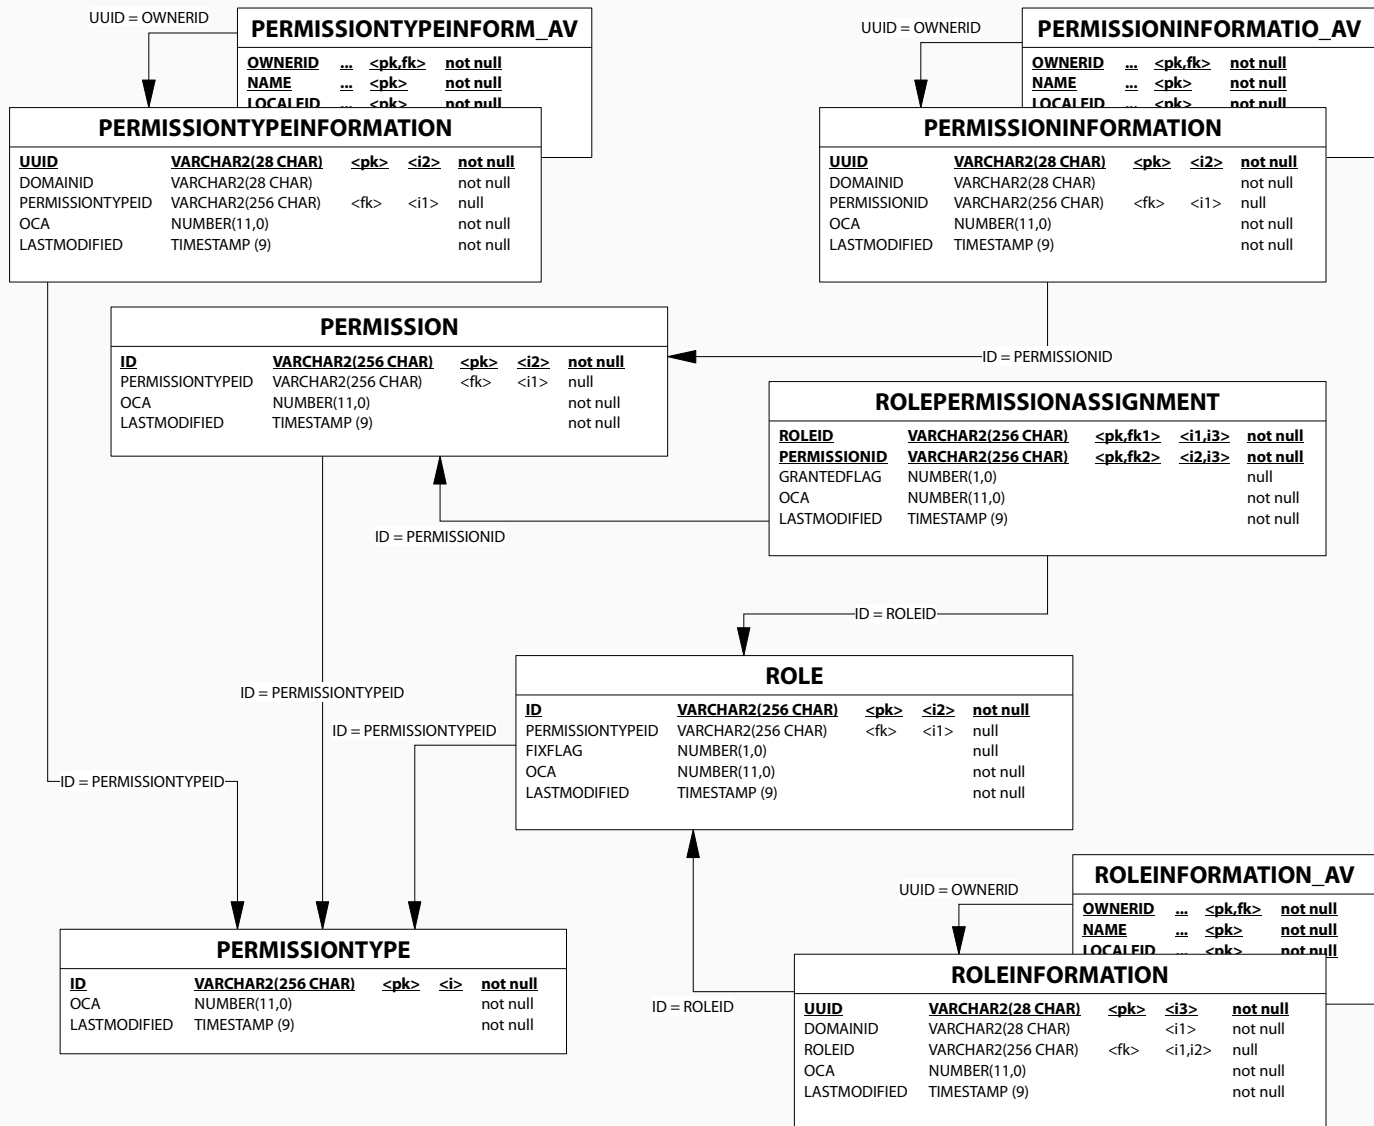 UUID = OWNERID
PERMISSIONTYPEINFORM_AV
OWNERID ... <pk,fk> not null
NAME ... <pk> not null
LOCALEID ... <pk> not null
UUID = OWNERID
PERMISSIONINFORMATIO_AV
OWNERID ... <pk,fk> not null
NAME ... <pk> not null
LOCALEID ... <pk> not null
PERMISSIONTYPEINFORMATION
UUID VARCHAR2(28 CHAR) <pk> <i2> not null
DOMAINID VARCHAR2(28 CHAR) not null
PERMISSIONTYPEID VARCHAR2(256 CHAR) <fk> <i1> null
OCA NUMBER(11,0) not null
LASTMODIFIED TIMESTAMP (9) not null
PERMISSIONINFORMATION
UUID VARCHAR2(28 CHAR) <pk> <i2> not null
DOMAINID VARCHAR2(28 CHAR) not null
PERMISSIONID VARCHAR2(256 CHAR) <fk> <i1> null
OCA NUMBER(11,0) not null
LASTMODIFIED TIMESTAMP (9) not null
PERMISSION
ID VARCHAR2(256 CHAR) <pk> <i2> not null
PERMISSIONTYPEID VARCHAR2(256 CHAR) <fk> <i1> null
OCA NUMBER(11,0) not null
LASTMODIFIED TIMESTAMP (9) not null
ID = PERMISSIONID
ROLEPERMISSIONASSIGNMENT
ROLEID VARCHAR2(256 CHAR) <pk,fk1> <i1,i3> not null
PERMISSIONID VARCHAR2(256 CHAR) <pk,fk2> <i2,i3> not null
GRANTEDFLAG NUMBER(1,0) null
OCA NUMBER(11,0) not null
LASTMODIFIED TIMESTAMP (9) not null
ID = PERMISSIONID
ID = ROLEID
ROLE
ID VARCHAR2(256 CHAR) <pk> <i2> not null
PERMISSIONTYPEID VARCHAR2(256 CHAR) <fk> <i1> null
FIXFLAG NUMBER(1,0) null
OCA NUMBER(11,0) not null
LASTMODIFIED TIMESTAMP (9) not null
ID = PERMISSIONTYPEID
ID = PERMISSIONTYPEID
ID = PERMISSIONTYPEID
UUID = OWNERID
ROLEINFORMATION_AV
OWNERID ... <pk,fk> not null
NAME ... <pk> not null
LOCALEID ... <pk> not null
PERMISSIONTYPE
ID VARCHAR2(256 CHAR) <pk> <i> not null
OCA NUMBER(11,0) not null
LASTMODIFIED TIMESTAMP (9) not null
ID = ROLEID
ROLEINFORMATION
UUID VARCHAR2(28 CHAR) <pk> <i3> not null
DOMAINID VARCHAR2(28 CHAR) <i1> not null
ROLEID VARCHAR2(256 CHAR) <fk> <i1,i2> null
OCA NUMBER(11,0) not null
LASTMODIFIED TIMESTAMP (9) not null